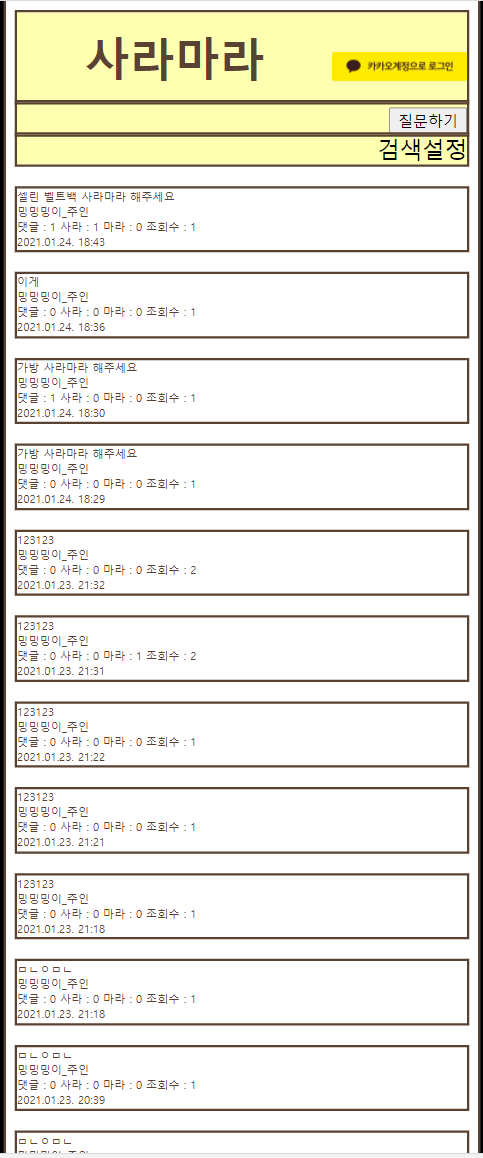 사라마라
카카오계정으로 로그인
질문하기
검색설정
셀린 벨트백 사라마라 해주세요
밍밍밍이_주인
댓글 : 1 사라 : 1 마라 : 0 조회수 : 1
2021.01.24. 18:43
이게
밍밍밍이_주인
댓글 : 0 사라 : 0 마라 : 0 조회수 : 1
2021.01.24. 18:36
가방 사라마라 해주세요
밍밍밍이_주인
댓글 : 1 사라 : 0 마라 : 0 조회수 : 1
2021.01.24. 18:30
가방 사라마라 해주세요
밍밍밍이_주인
댓글 : 0 사라 : 0 마라 : 0 조회수 : 1
2021.01.24. 18:29
123123
밍밍밍이_주인
댓글 : 0 사라 : 0 마라 : 0 조회수 : 2
2021.01.23. 21:32
123123
밍밍밍이_주인
댓글 : 0 사라 : 0 마라 : 1 조회수 : 2
2021.01.23. 21:31
123123
밍밍밍이_주인
댓글 : 0 사라 : 0 마라 : 0 조회수 : 1
2021.01.23. 21:22
123123
밍밍밍이_주인
댓글 : 0 사라 : 0 마라 : 0 조회수 : 1
2021.01.23. 21:21
123123
밍밍밍이_주인
댓글 : 0 사라 : 0 마라 : 0 조회수 : 1
2021.01.23. 21:18
ㅁㄴㅇㅁㄴ
밍밍밍이_주인
댓글 : 0 사라 : 0 마라 : 0 조회수 : 1
2021.01.23. 21:18
ㅁㄴㅇㅁㄴ
밍밍밍이_주인
댓글 : 0 사라 : 0 마라 : 0 조회수 : 1
2021.01.23. 20:39
ㅁㄴㅇㅁㄴ